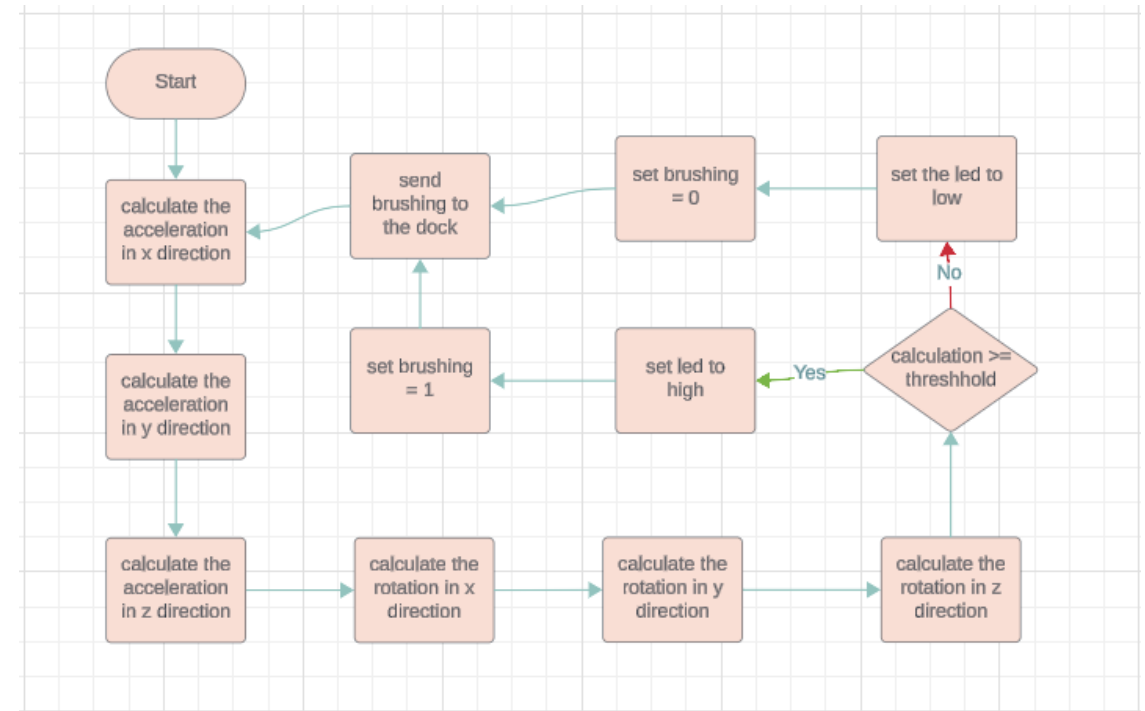 Start
calculate the
acceleration
in x direction
calculate the
acceleration
in y direction
calculate the
acceleration
in z direction
calculate the
rotation in x
direction
calculate the
rotation in y
direction
calculate the
rotation in z
direction
calculation >=
threshhold
No
set the led to
low
set brushing
= 0
send
brushing to
the dock
Yes
set led to
high
set brushing
= 1